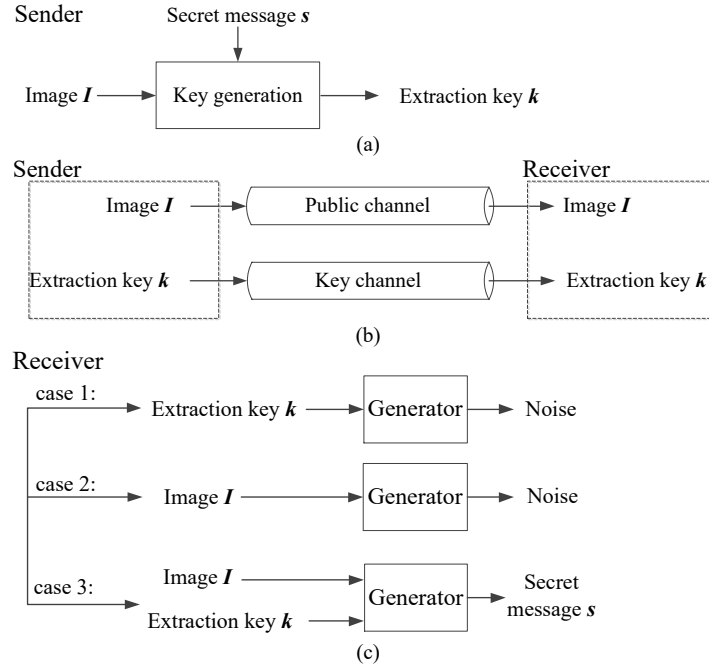 Sender
Secret message s
Image I
Key generation
Extraction key k
(a)
Sender
Receiver
Image I
Public channel
Image I
Extraction key k
Key channel
Extraction key k
(b)
Receiver
case 1:
Extraction key k
Generator
Noise
case 2:
Image I
Generator
Noise
case 3:
Image I
Extraction key k
Generator
Secret
message s
(c)